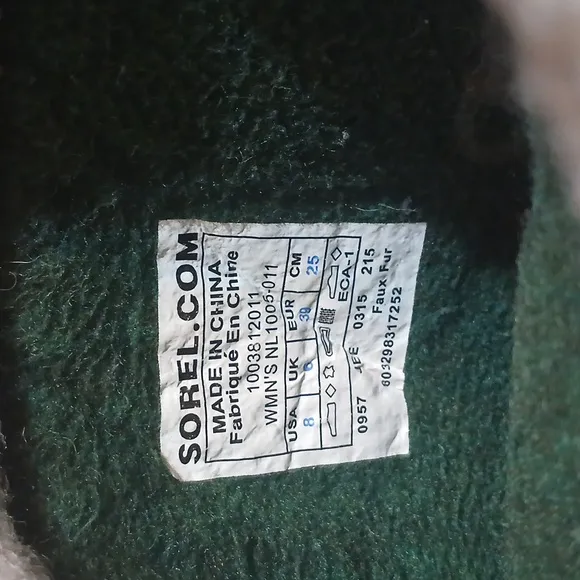 SOREL.COM
MADE IN CHINA
Fabriqué En Chine
1003812011
WMN'S NL1005-011
USA UK EUR CM
8 6 39 25
ECA-1
0957 0315 215
Faux Fur
603298317252